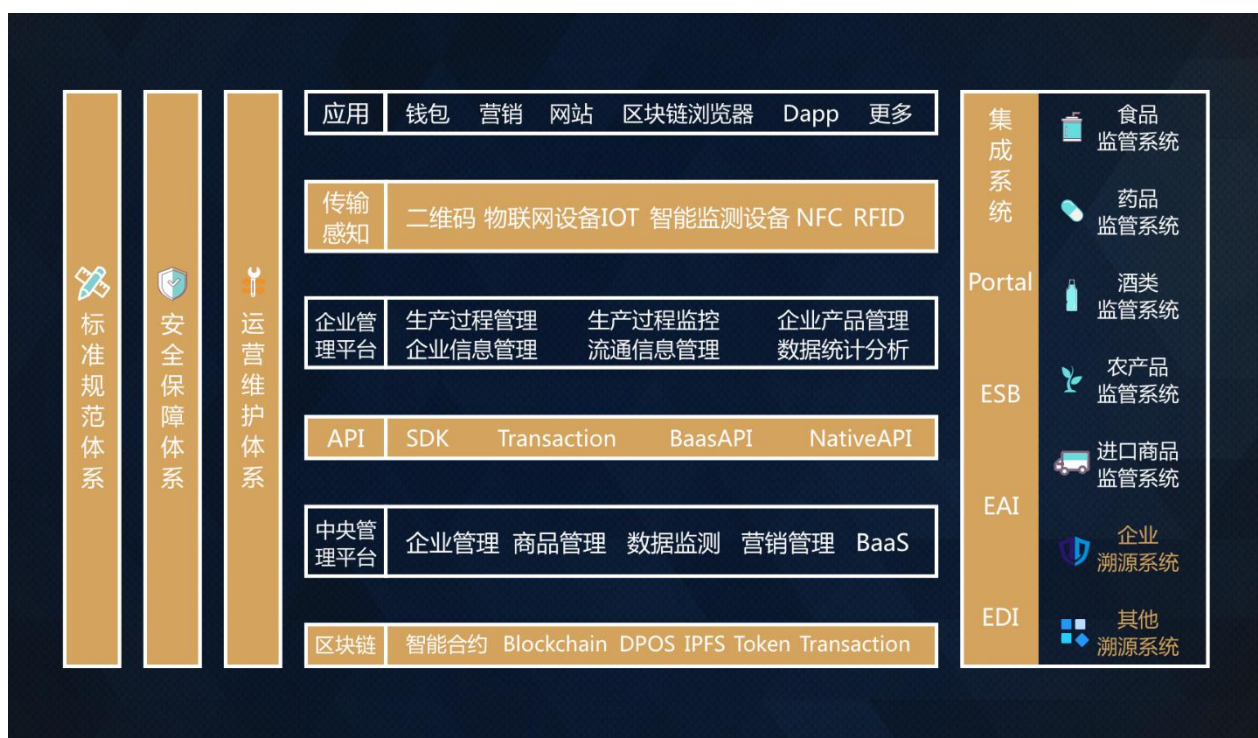 标准规范体系
安全保障体系
运营维护体系
应用 钱包 营销 网站 区块链浏览器 Dapp 更多
传输
感知
二维码 物联网设备IOT 智能监测设备 NFC RFID
企业管
理平台
生产过程管理 生产过程监控 企业产品管理
企业信息管理 流通信息管理 数据统计分析
API SDK Transaction BaasAPI NativeAPI
中央管
理平台
企业管理 商品管理 数据监测 营销管理 BaaS
区块链 智能合约 Blockchain DPOS IPFS Token Transaction
集成系统
Portal
ESB
EAI
EDI
食品
监管系统
药品
监管系统
酒类
监管系统
农产品
监管系统
进口商品
监管系统
企业
溯源系统
其他
溯源系统